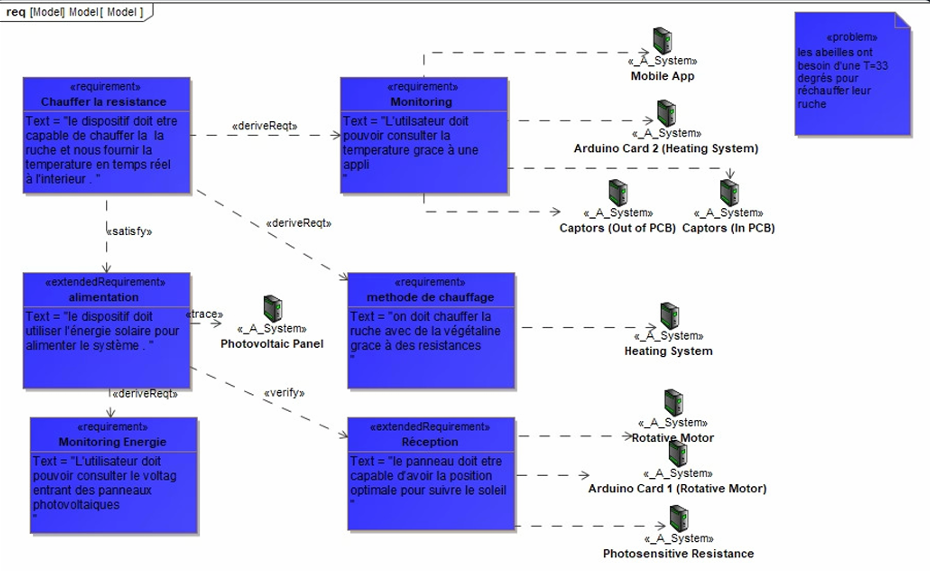 req [Model] Model[ Model ]
«problem»
les abeilles ont
besoin d'une T=33
degrés pour
réchauffer leur
ruche
«_A_System»
Mobile App
«requirement»
Chauffer la resistance
Text = "le dispositif doit etre
capable de chauffer la la
ruche et nous fournir la
temperature en temps réel
à l'interieur . "
«deriveReqt»
«requirement»
Monitoring
Text = "L'utilsateur doit
pouvoir consulter la
temperature grace à une
appli
"
«_A_System»
Arduino Card 2 (Heating System)
«_A_System»
Captors (Out of PCB)
«_A_System»
Captors (In PCB)
«satisfy»
«deriveReqt»
«extendedRequirement»
alimentation
Text = "le dispositif doit
utiliser l'énergie solaire pour
alimenter le système . "
«trace»
«_A_System»
Photovoltaic Panel
«requirement»
methode de chauffage
Text = "on doit chauffer la
ruche avec de la végétaline
grace à des resistances
"
«_A_System»
Heating System
«deriveReqt»
«verify»
«requirement»
Monitoring Energie
Text = "L'utilisateur doit
pouvoir consulter le voltag
entrant des panneaux
photovoltaiques
"
«extendedRequirement»
Réception
Text = "le panneau doit etre
capable d'avoir la position
optimale pour suivre le soleil
"
«_A_System»
Rotative Motor
«_A_System»
Arduino Card 1 (Rotative Motor)
«_A_System»
Photosensitive Resistance